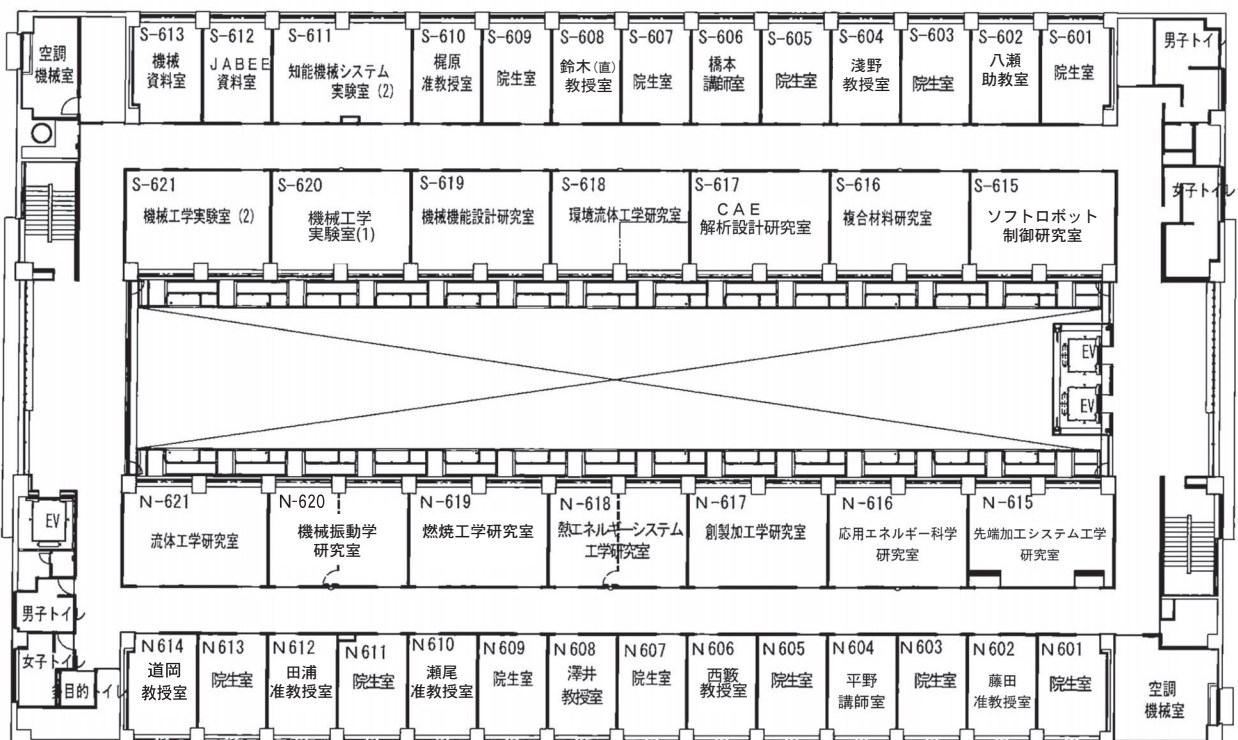 空調
機械室
S-613
機械
資料室
S-612
ＪＡＢＥＥ
資料室
S-611
知能機械システム
実験室（2）
S-610
梶原
准教授室
S-609
院生室
S-608
鈴木（直）
教授室
S-607
院生室
S-606
橋本
講師室
S-605
院生室
S-604
淺野
教授室
S-603
院生室
S-602
八瀬
助教室
S-601
院生室
男子トイレ
S-621
機械工学実験室（2）
S-620
機械工学
実験室(1)
S-619
機械機能設計研究室
S-618
環境流体工学研究室
S-617
ＣＡＥ
解析設計研究室
S-616
複合材料研究室
S-615
ソフトロボット
制御研究室
女子トイレ
EV
EV
EV
N-621
流体工学研究室
N-620
機械振動学
研究室
N-619
燃焼工学研究室
N-618
熱エネルギーシステム
工学研究室
N-617
創製加工学研究室
N-616
応用エネルギー科学
研究室
N-615
先端加工システム工学
研究室
男子トイレ
女子トイレ
多目的トイレ
N614
道岡
教授室
N613
院生室
N612
田浦
准教授室
N611
院生室
N610
瀬尾
准教授室
N609
院生室
N608
澤井
教授室
N607
院生室
N606
西籔
教授室
N605
院生室
N604
平野
講師室
N603
院生室
N602
藤田
准教授室
N601
院生室
空調
機械室